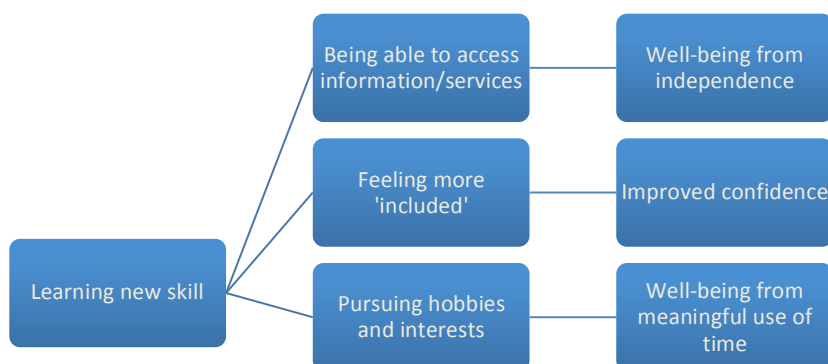 Being able to access
information/services
Well-being from
independence
Feeling more
'included'
Improved confidence
Learning new skill
Pursuing hobbies
and interests
Well-being from
meaningful use of
time